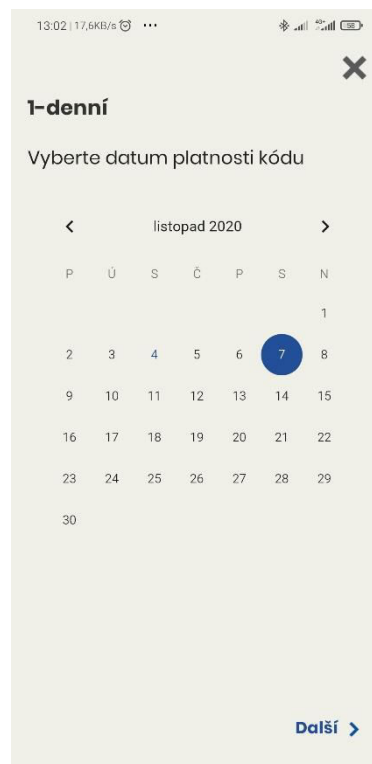 13:02 | 17,6KB/s ...
58
1-denní
Vyberte datum platnosti kódu
listopad 2020
P Ú S Č P S N
1
2 3 4 5 6 7 8
9 10 11 12 13 14 15
16 17 18 19 20 21 22
23 24 25 26 27 28 29
30
Další